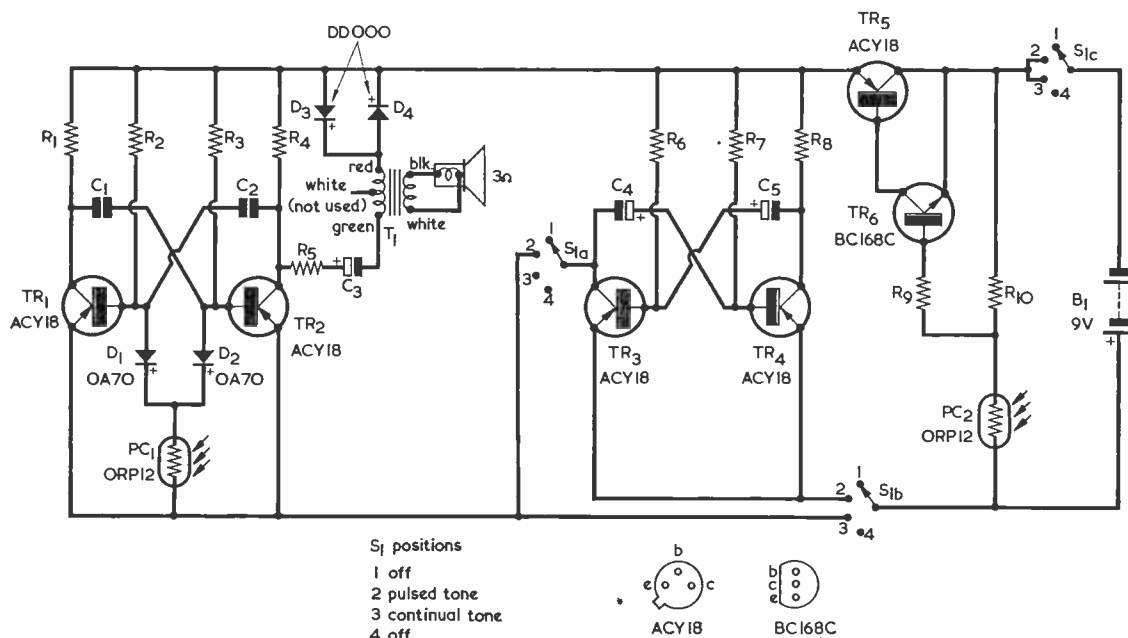 DD000
TR5
ACY18
1
2
3
4
S1c
R1
R2
R3
R4
D3
+
+
D4
R6
R7
R8
red
blk
3Ω
white
(not used)
green
white
T1
C1
C2
R5
+
C3
C4
+
+
C5
TR6
BC168C
1
2
3
4
S1a
R9
R10
B1
9V
+
TR1
ACY18
TR2
ACY18
D1
OA70
+
D2
OA70
+
TR3
ACY18
TR4
ACY18
PC1
ORP12
PC2
ORP12
1
2
3
4
S1b
S1 positions
1 off
2 pulsed tone
3 continual tone
4 off
b
e
c
ACY18
b
c
e
BC168C